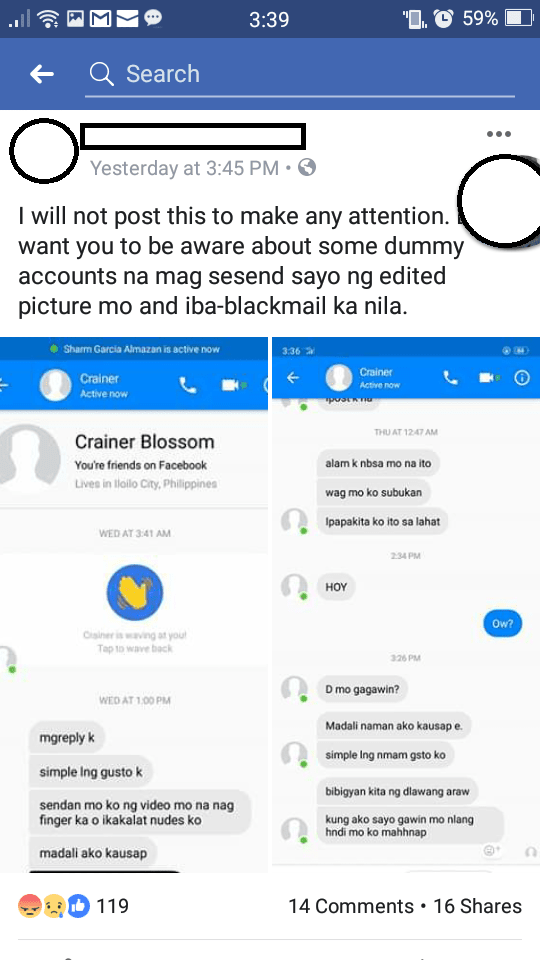 3:39
59%
Search
Yesterday at 3:45 PM
I will not post this to make any attention.
want you to be aware about some dummy
accounts na mag sesend sayo ng edited
picture mo and iba-blackmail ka nila.
Sharm Garcia Almazan is active now
Crainer
Active now
Crainer Blossom
You're friends on Facebook
Lives in Iloilo City, Philippines
WED AT 3:41 AM
Crainer is waving at you!
Tap to wave back
WED AT 1:00 PM
mgreply k
simple lng gusto k
sendan mo ko ng video mo na nag
finger ka o ikakalat nudes ko
madali ako kausap
3:36
Crainer
Active now
THU AT 12:47 AM
alam k nbsa mo na ito
wag mo ko subukan
Ipapakita ko ito sa lahat
2:34 PM
HOY
Ow?
3:26 PM
D mo gagawin?
Madali naman ako kausap e.
simple lng nmam gsto ko
bibigyan kita ng dlawang araw
kung ako sayo gawin mo nlang
hndi mo ko mahhnap
119
14 Comments • 16 Shares